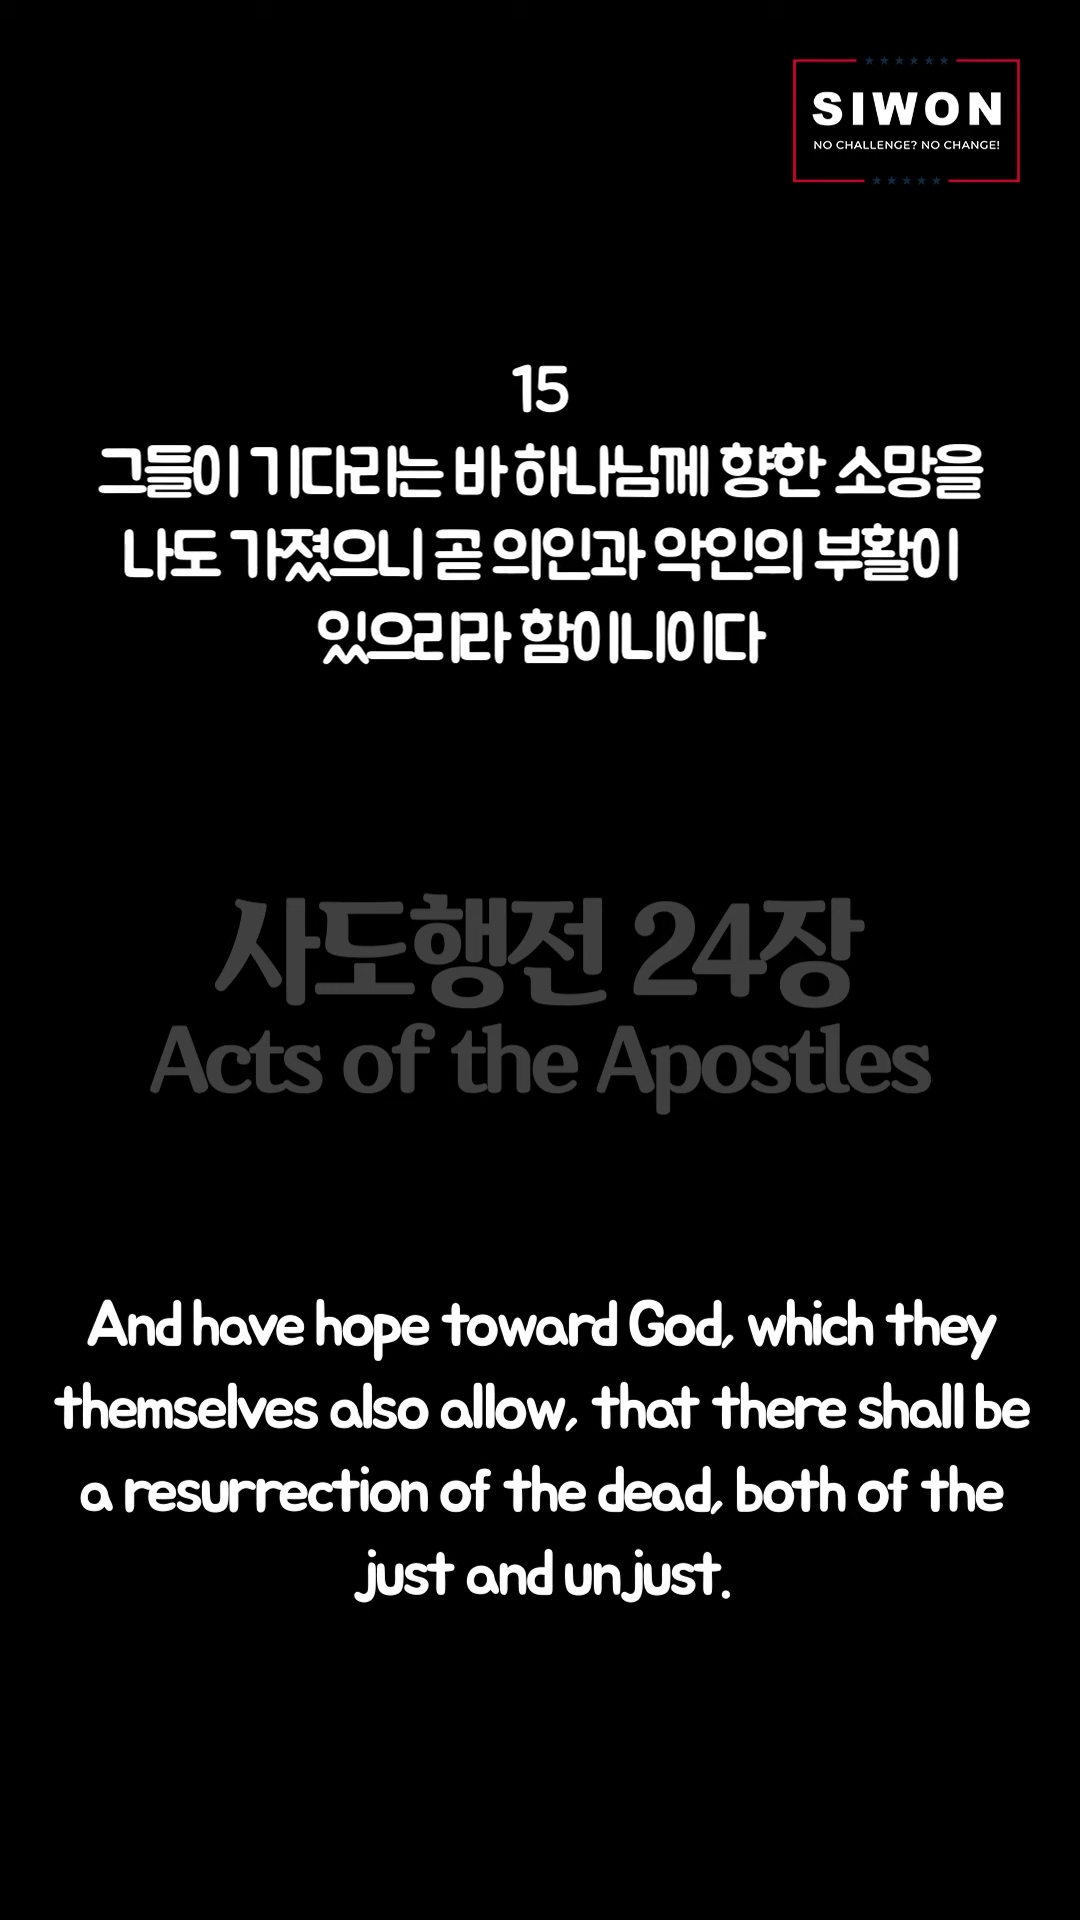 SIWON
NO CHALLENGE? NO CHANGE!
15
그들이 기다리는 바 하나님께 향한 소망을
나도 가졌으니 곧 의인과 악인의 부활이
있으리라 함이니이다
사도행전 24장
Acts of the Apostles
And have hope toward God, which they
themselves also allow, that there shall be
a resurrection of the dead, both of the
just and unjust.